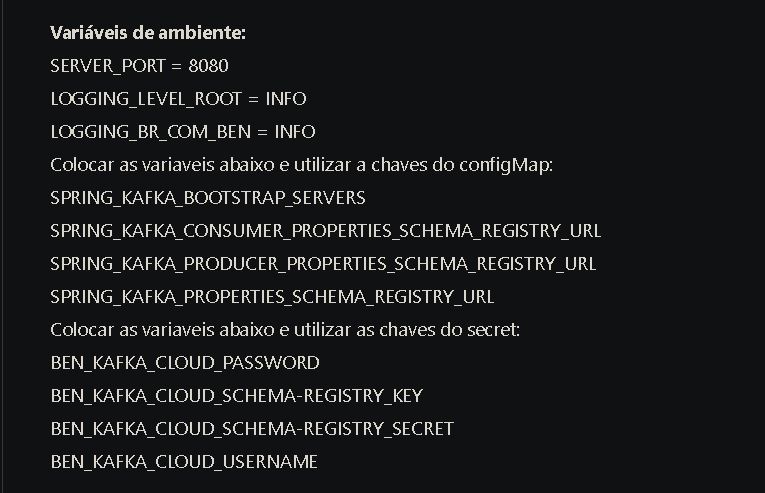 Variáveis de ambiente:
SERVER_PORT = 8080
LOGGING_LEVEL_ROOT = INFO
LOGGING_BR_COM_BEN = INFO
Colocar as variaveis abaixo e utilizar a chaves do configMap:
SPRING_KAFKA_BOOTSTRAP_SERVERS
SPRING_KAFKA_CONSUMER_PROPERTIES_SCHEMA_REGISTRY_URL
SPRING_KAFKA_PRODUCER_PROPERTIES_SCHEMA_REGISTRY_URL
SPRING_KAFKA_PROPERTIES_SCHEMA_REGISTRY_URL
Colocar as variaveis abaixo e utilizar as chaves do secret:
BEN_KAFKA_CLOUD_PASSWORD
BEN_KAFKA_CLOUD_SCHEMA-REGISTRY_KEY
BEN_KAFKA_CLOUD_SCHEMA-REGISTRY_SECRET
BEN_KAFKA_CLOUD_USERNAME